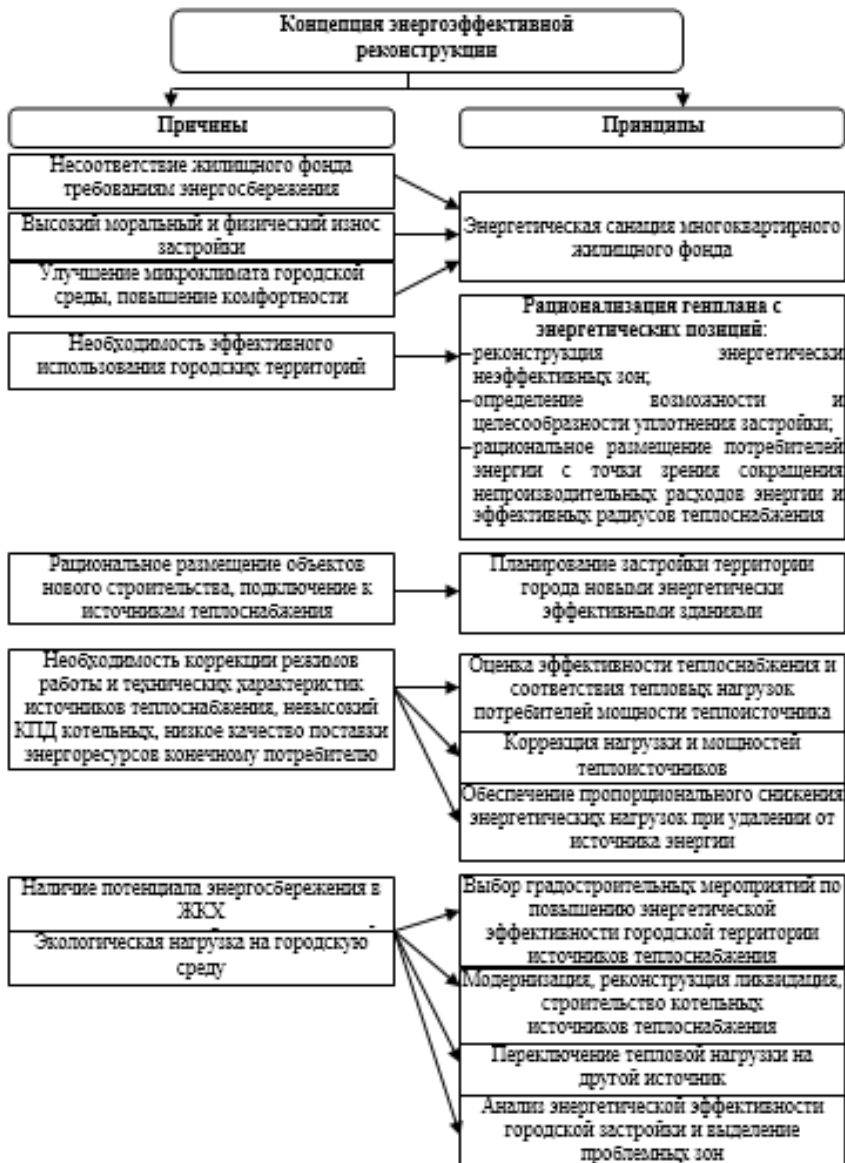 Концепция энергоэффективной
реконструкции
Причины
Принципы
Несоответствие жилищного фонда
требованиям энергосбережения
Высокий моральный и физический износ
застройки
Улучшение микроклимата городской
среды, повышение комфортности
Энергетическая санация многоквартирного
жилищного фонда
Необходимость эффективного
использования городских территорий
Рационализация генплана с
энергетических позиций:
–реконструкция энергетически
неэффективных зон;
–определение возможности и
целесообразности уплотнения застройки;
–рациональное размещение потребителей
энергии с точки зрения сокращения
непроизводительных расходов энергии и
эффективных радиусов теплоснабжения
Рациональное размещение объектов
нового строительства, подключение к
источникам теплоснабжения
Планирование застройки территории
города новыми энергетически
эффективными зданиями
Необходимость коррекции режимов
работы и технических характеристик
источников теплоснабжения, невысокий
КПД котельных, низкое качество поставки
энергоресурсов конечному потребителю
Оценка эффективности теплоснабжения и
соответствия тепловых нагрузок
потребителей мощности теплоисточника
Коррекция нагрузки и мощностей
теплоисточников
Обеспечение пропорционального снижения
энергетических нагрузок при удалении от
источника энергии
Наличие потенциала энергосбережения в
ЖКХ
Экологическая нагрузка на городскую
среду
Выбор градостроительных мероприятий по
повышению энергетической
эффективности городской территории
источников теплоснабжения
Модернизация, реконструкция ликвидация,
строительство котельных
источников теплоснабжения
Переключение тепловой нагрузки на
другой источник
Анализ энергетической эффективности
городской застройки и выделение
проблемных зон